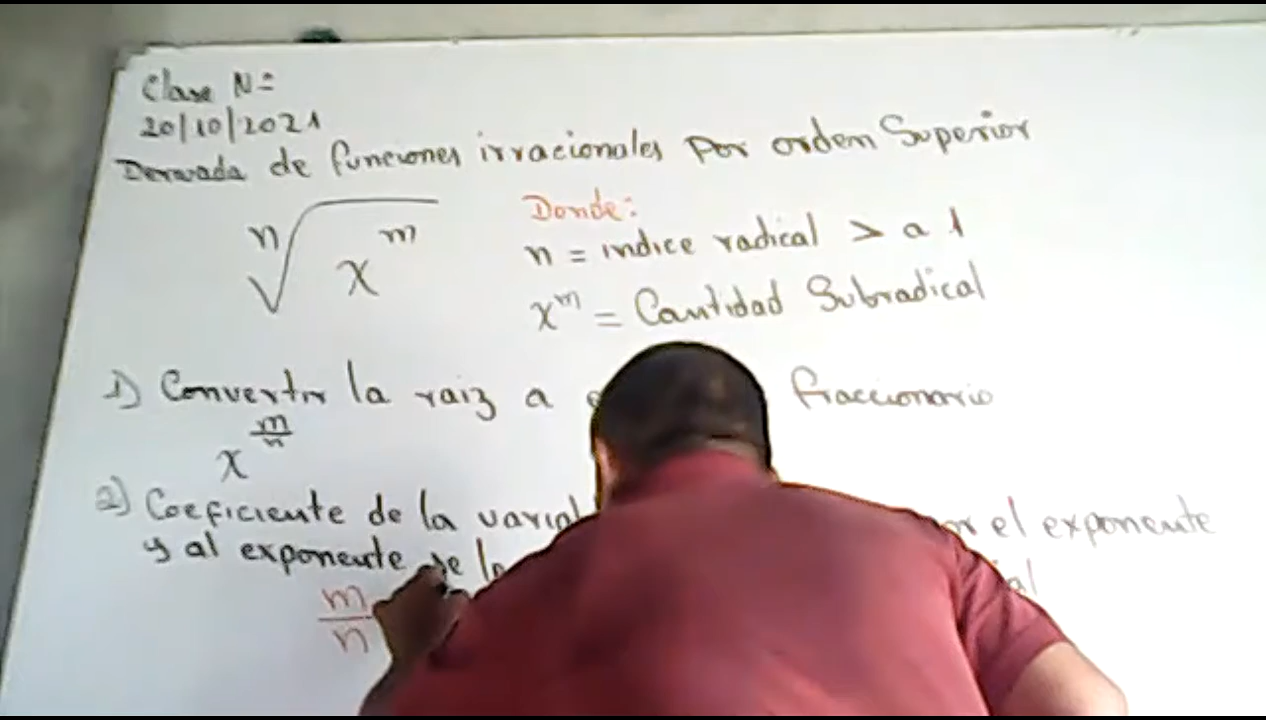 Clase N=
20/10/2021
Derivada de funciones irracionales por orden Superior
n√x^m
Donde:
n = indice radical > a 1
x^m = Cantidad Subradical
1) Convertir la raiz a fraccionario
x^(m/n)
2) Coeficiente de la el exponente
y al exponente
m/n